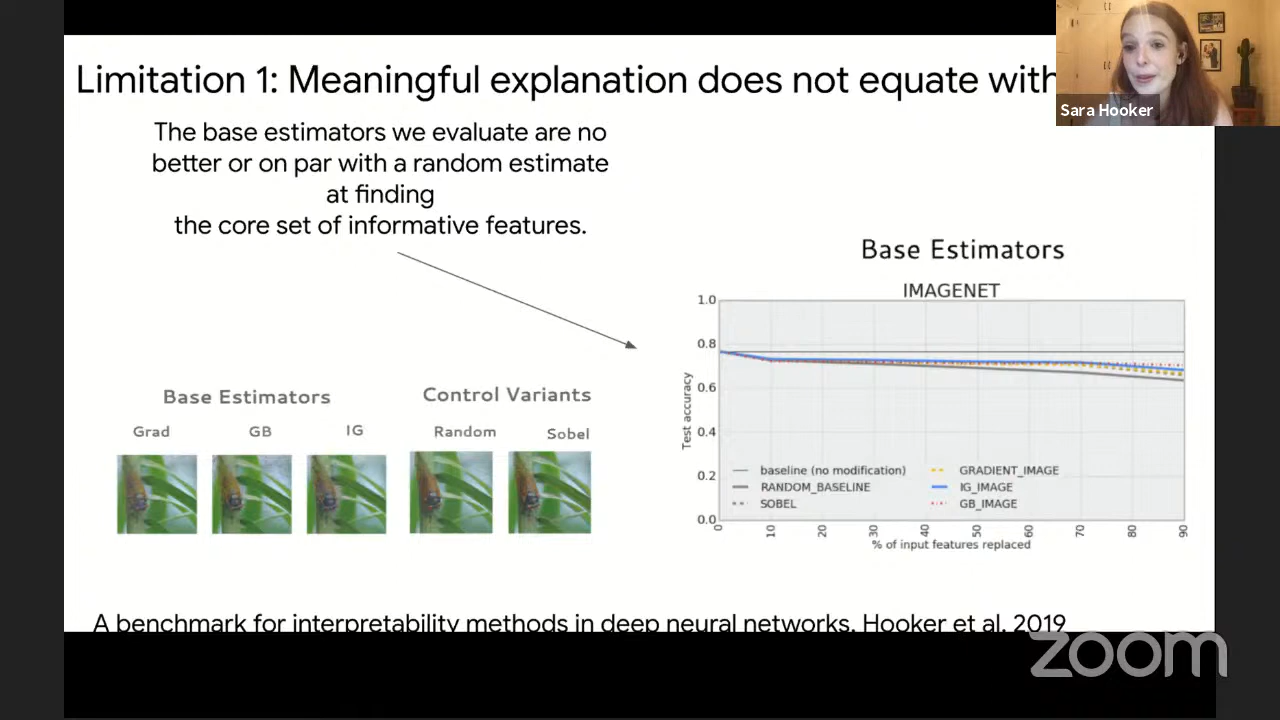 Limitation 1: Meaningful explanation does not equate with
Sara Hooker
The base estimators we evaluate are no
better or on par with a random estimate
at finding
the core set of informative features.
Base Estimators
IMAGENET
1.0
0.8
0.6
0.4
0.2
0.0
Test accuracy
baseline (no modification)
RANDOM_BASELINE
SOBEL
GRADIENT_IMAGE
IG_IMAGE
GB_IMAGE
0 10 20 30 40 50 60 70 80 90
% of input features replaced
Base Estimators
Control Variants
Grad GB IG Random Sobel
A benchmark for interpretability methods in deep neural networks, Hooker et al. 2019
zoom